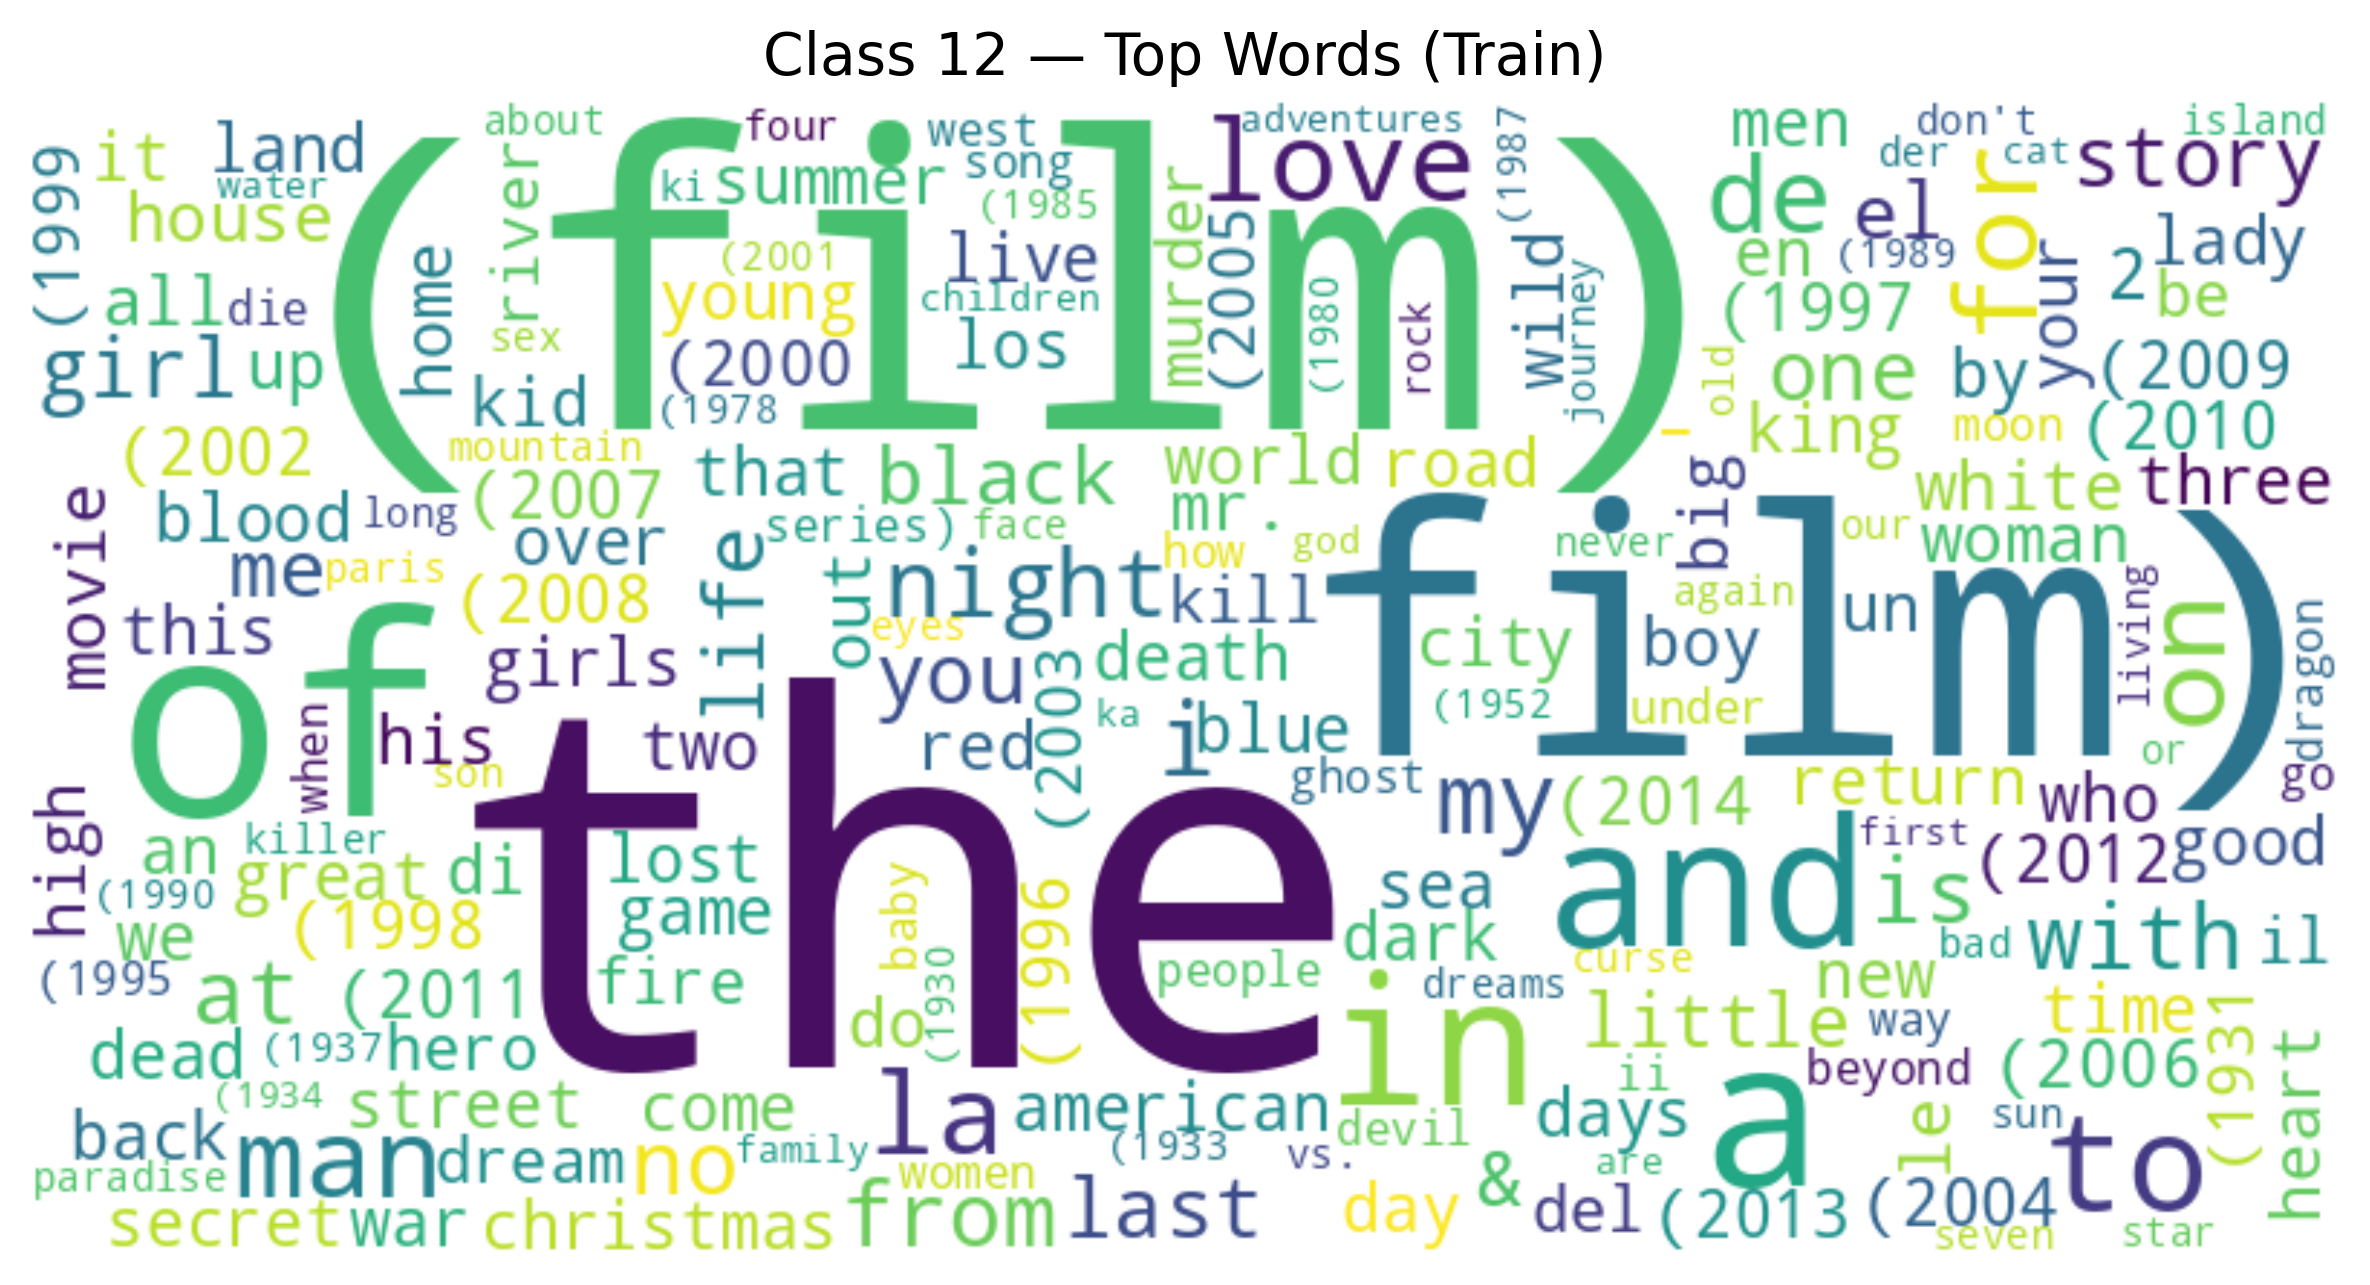 Class 12 — Top Words (Train)
(film)
film)
the
of
and
in
a
to
for
on
love
story
de
el
men
don't
der
cat
island
about
four
west
song
adventures
(1987
it
land
water
house
(1999
river
ki
summer
(1985
murder
(2005
(2001
live
young
children
los
(2000
(1978
(1980
rock
wild
journey
en
(1989
(1997
your
2
lady
be
all
die
home
sex
girl
up
kid
one
by
(2009
old
king
moon
(2010
–
(2002
mountain
(2007
that
black
world
road
mr.
big
white
three
movie
blood
long
over
series)
face
how
god
never
our
woman
me
paris
(2008
life
out
night
kill
again
un
living
this
girls
eyes
you
(2003
death
city
boy
dragon
(1952
under
or
go
when
his
son
two
red
ka
i
blue
ghost
my
(2014
return
who
high
an
killer
great
di
lost
game
baby
(1996
sea
first
(2012
good
is
(1990
(1998
we
dark
bad
with
il
(1995
at
(2011
fire
(1930
people
dreams
curse
new
do
little
way
time
(1931
dead
(1937
hero
beyond
(2006
heart
ii
(1934
street
come
la
american
devil
days
le
sun
back
man
dream
no
family
(1933
vs.
are
paradise
women
&
secret
war
christmas
from
last
day
del
(2013
(2004
seven
star